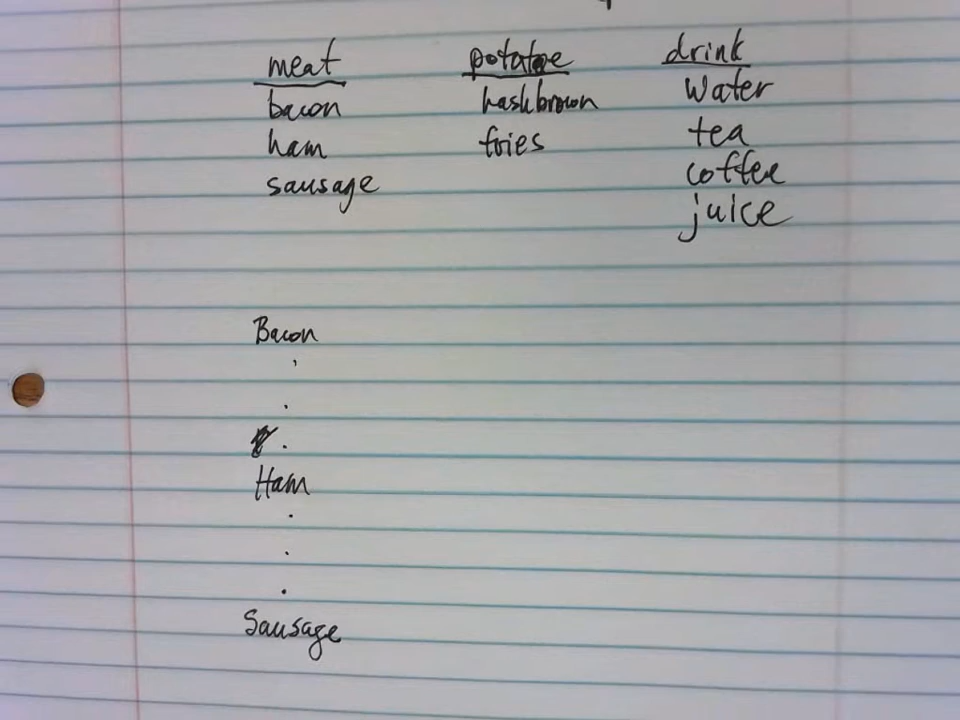 meat potatoe drink
bacon hashbrown Water
ham fries tea
sausage coffee
juice
Bacon
.
.
.
Ham
.
.
.
Sausage